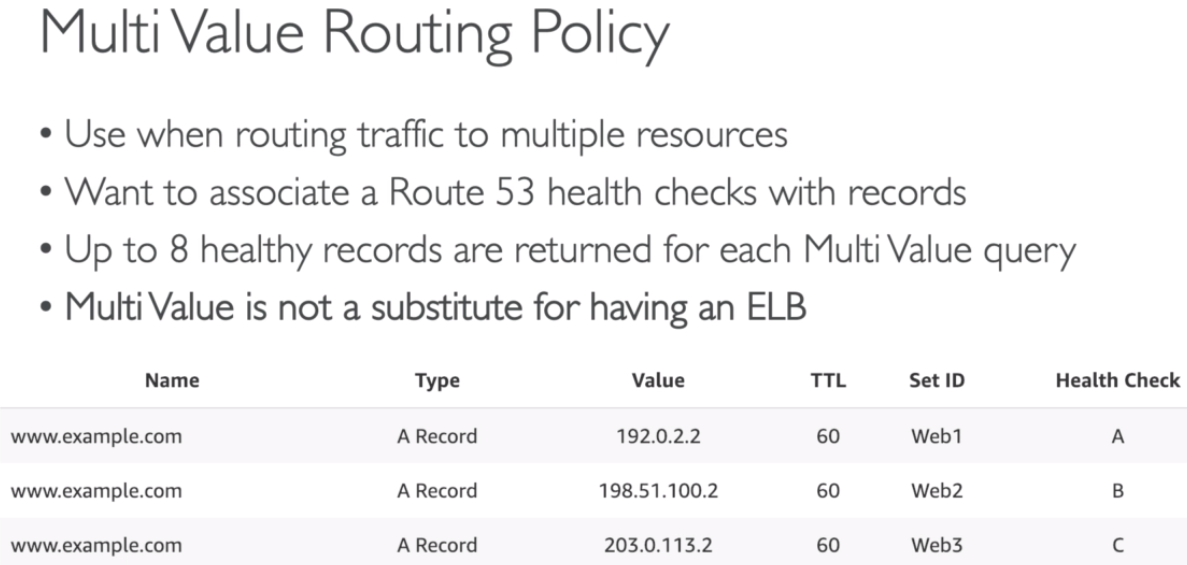 Multi Value Routing Policy
• Use when routing traffic to multiple resources
• Want to associate a Route 53 health checks with records
• Up to 8 healthy records are returned for each Multi Value query
• Multi Value is not a substitute for having an ELB
Name Type Value TTL Set ID Health Check
www.example.com A Record 192.0.2.2 60 Web1 A
www.example.com A Record 198.51.100.2 60 Web2 B
www.example.com A Record 203.0.113.2 60 Web3 C